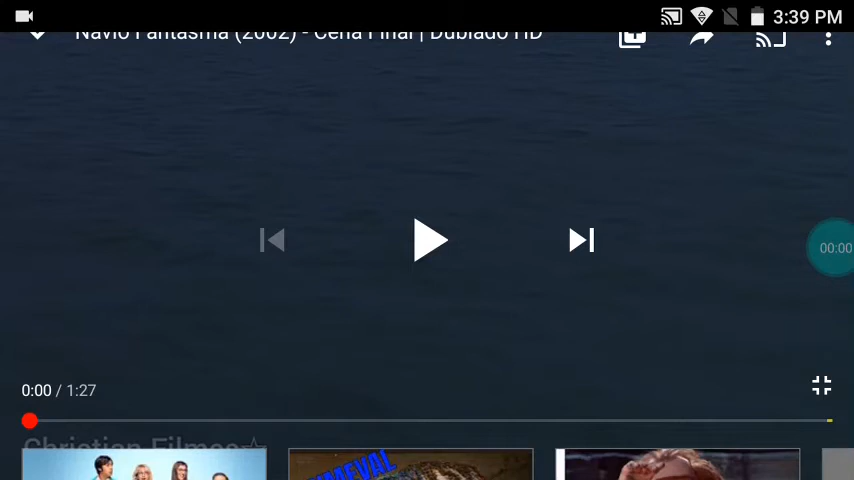 3:39 PM
Navio Fantasma (2002) - Cena Final | Dublado HD
00:00
0:00 / 1:27
Christian Filmes☆